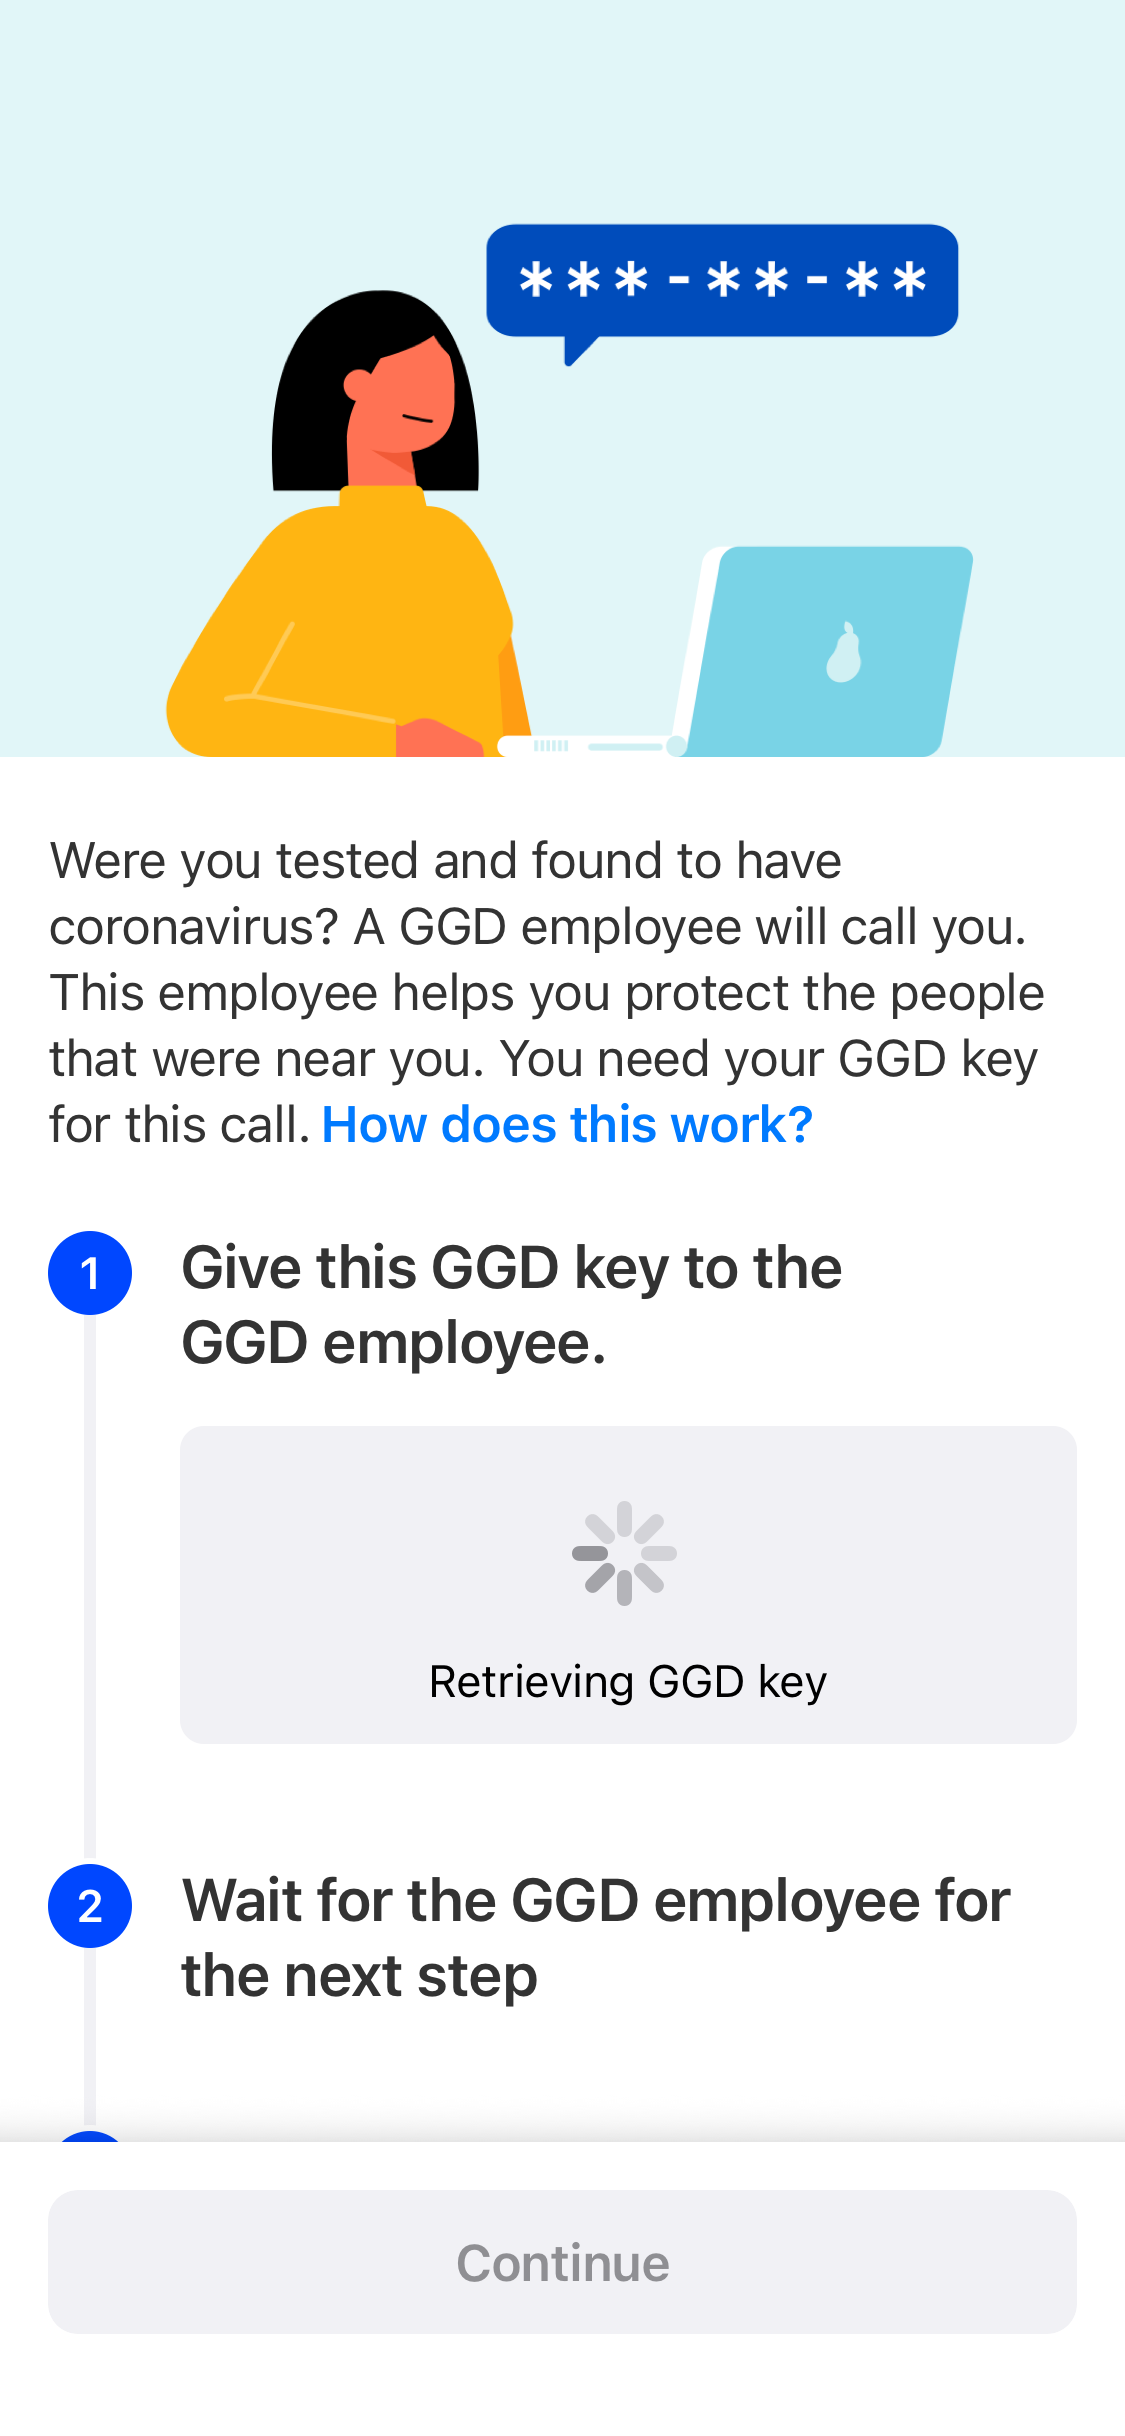 ***-**-**
Were you tested and found to have
coronavirus? A GGD employee will call you.
This employee helps you protect the people
that were near you. You need your GGD key
for this call. How does this work?
1
Give this GGD key to the
GGD employee.
Retrieving GGD key
2
Wait for the GGD employee for
the next step
Continue